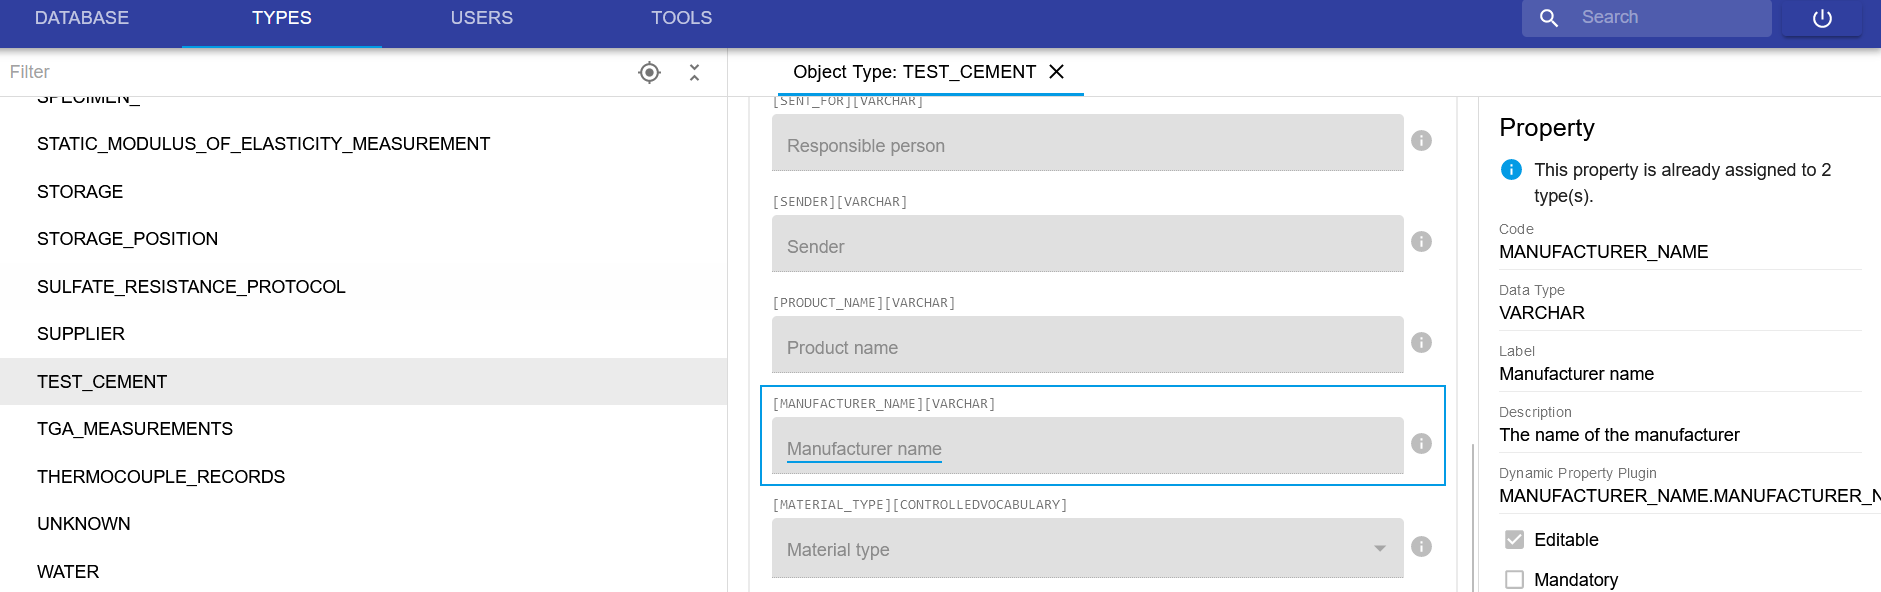 DATABASE
TYPES
USERS
TOOLS
Search
Filter
SPECIMEN_
STATIC_MODULUS_OF_ELASTICITY_MEASUREMENT
STORAGE
STORAGE_POSITION
SULFATE_RESISTANCE_PROTOCOL
SUPPLIER
TEST_CEMENT
TGA_MEASUREMENTS
THERMOCOUPLE_RECORDS
UNKNOWN
WATER
Object Type: TEST_CEMENT
[SENT_FOR][VARCHAR]
Responsible person
[SENDER][VARCHAR]
Sender
[PRODUCT_NAME][VARCHAR]
Product name
[MANUFACTURER_NAME][VARCHAR]
Manufacturer name
[MATERIAL_TYPE][CONTROLLEDVOCABULARY]
Material type
Property
This property is already assigned to 2
type(s).
Code
MANUFACTURER_NAME
Data Type
VARCHAR
Label
Manufacturer name
Description
The name of the manufacturer
Dynamic Property Plugin
MANUFACTURER_NAME.MANUFACTURER_N
Editable
Mandatory